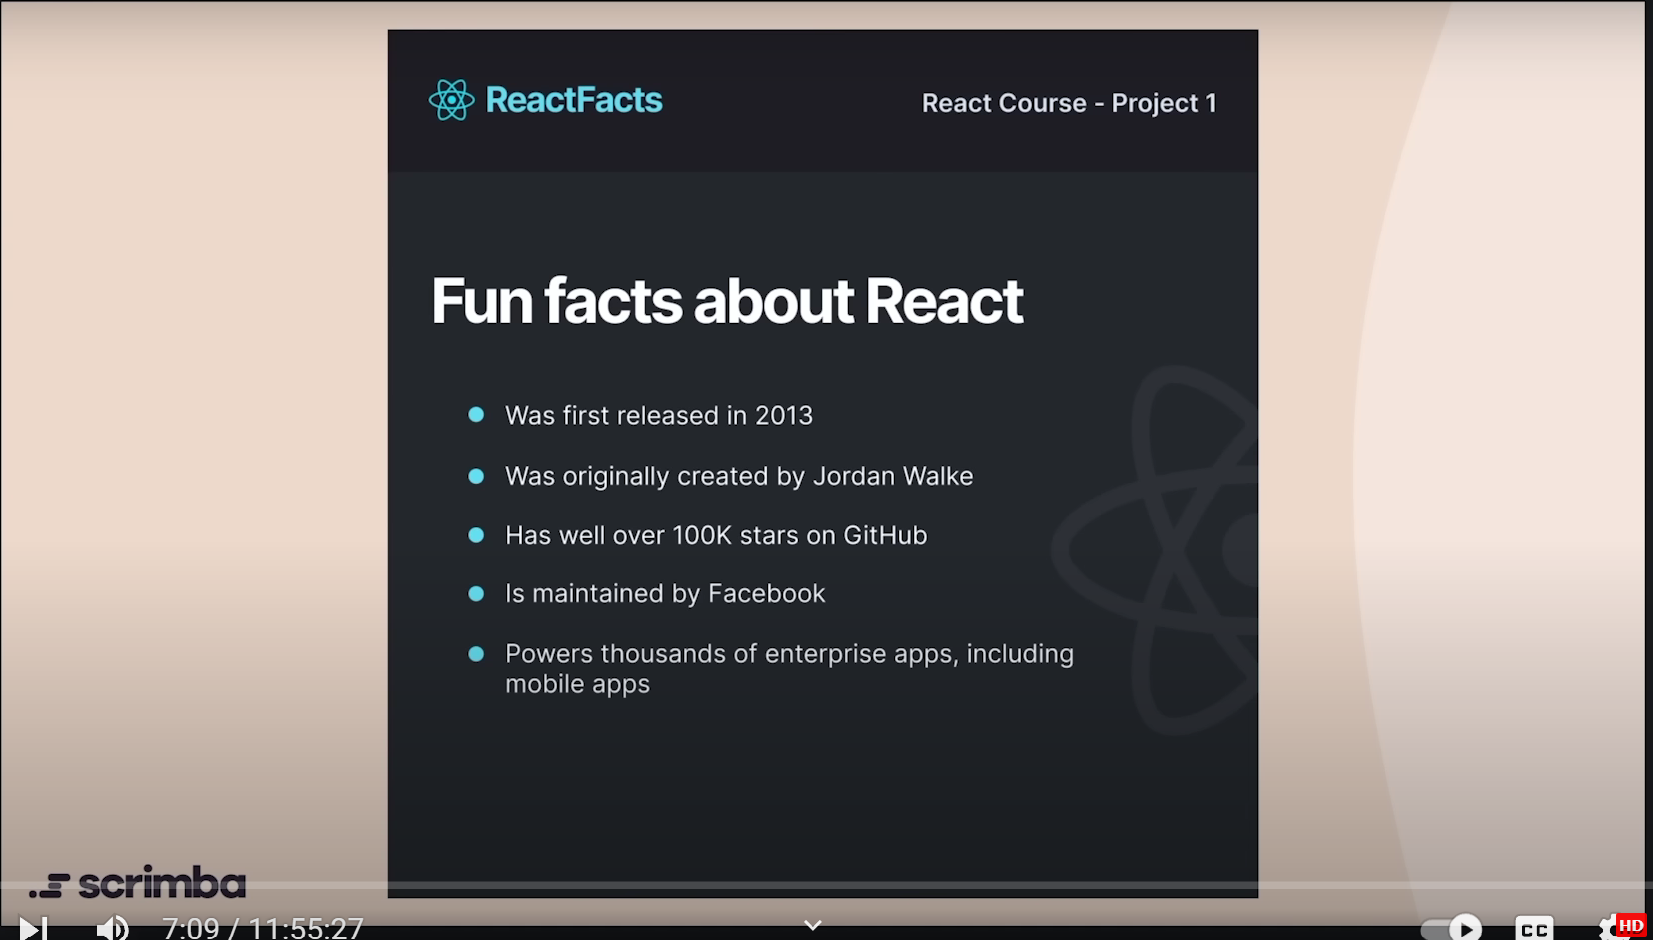 ReactFacts
React Course - Project 1
Fun facts about React
Was first released in 2013
Was originally created by Jordan Walke
Has well over 100K stars on GitHub
Is maintained by Facebook
Powers thousands of enterprise apps, including
mobile apps
scrimba
7:09 / 11:55:27
CC
HD